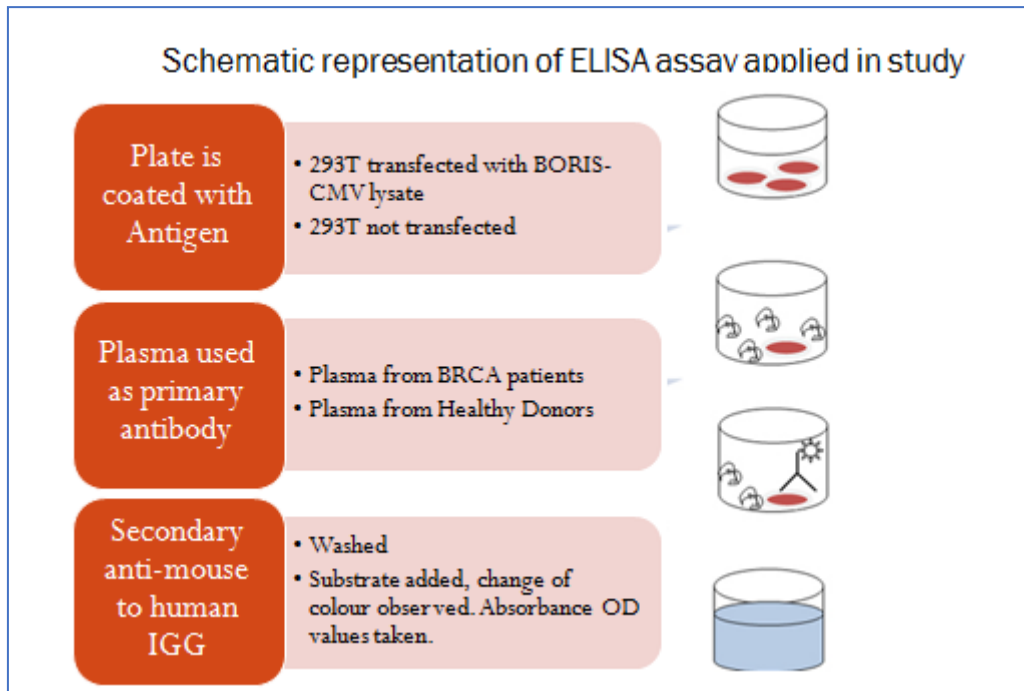 Schematic representation of ELISA assay applied in study
Plate is
coated with
Antigen
• 293T transfected with BORIS-
CMV lysate
• 293T not transfected
Plasma used
as primary
antibody
• Plasma from BRCA patients
• Plasma from Healthy Donors
Secondary
anti-mouse
to human
IGG
• Washed
• Substrate added, change of
colour observed. Absorbance OD
values taken.